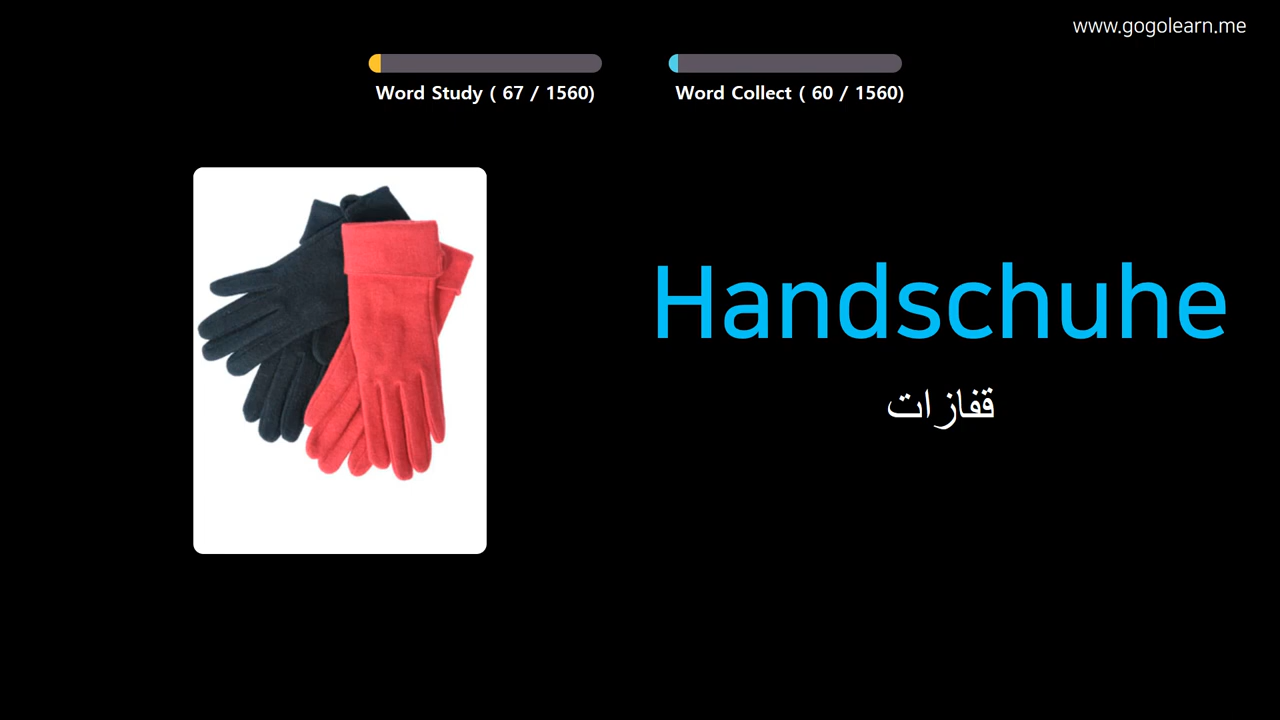 www.gogolearn.me
Word Study ( 67 / 1560)
Word Collect ( 60 / 1560)
Handschuhe
قفازات